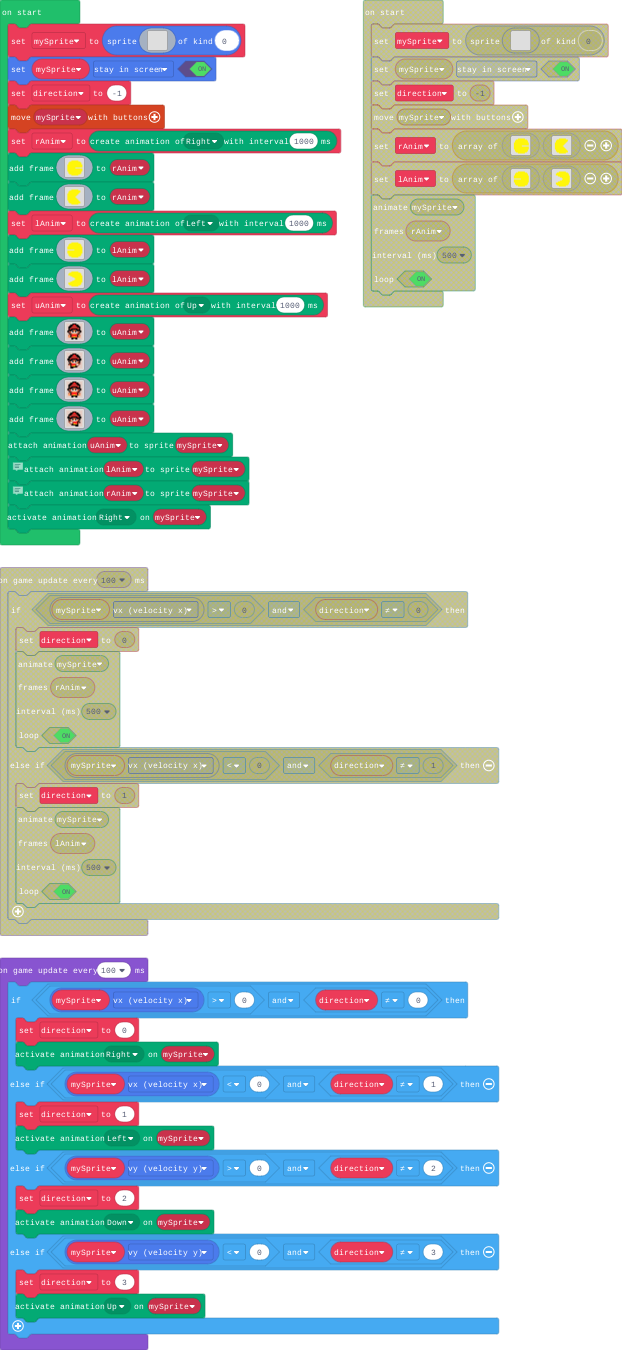 on start
set mySprite to sprite of kind 0
set mySprite stay in screen ON
set direction to -1
move mySprite with buttons
set rAnim to create animation of Right with interval 1000 ms
add frame to rAnim
add frame to rAnim
set lAnim to create animation of Left with interval 1000 ms
add frame to lAnim
add frame to lAnim
set uAnim to create animation of Up with interval 1000 ms
add frame to uAnim
add frame to uAnim
add frame to uAnim
add frame to uAnim
attach animation uAnim to sprite mySprite
attach animation lAnim to sprite mySprite
attach animation rAnim to sprite mySprite
activate animation Right on mySprite
on start
set mySprite to sprite of kind 0
set mySprite stay in screen ON
set direction to -1
move mySprite with buttons
set rAnim to array of
set lAnim to array of
animate mySprite
frames rAnim
interval (ms) 500
loop ON
on game update every 100 ms
if mySprite vx (velocity x) > 0 and direction ≠ 0 then
set direction to 0
animate mySprite
frames rAnim
interval (ms) 500
loop ON
else if mySprite vx (velocity x) < 0 and direction ≠ 1 then
set direction to 1
animate mySprite
frames lAnim
interval (ms) 500
loop ON
on game update every 100 ms
if mySprite vx (velocity x) > 0 and direction ≠ 0 then
set direction to 0
activate animation Right on mySprite
else if mySprite vx (velocity x) < 0 and direction ≠ 1 then
set direction to 1
activate animation Left on mySprite
else if mySprite vy (velocity y) > 0 and direction ≠ 2 then
set direction to 2
activate animation Down on mySprite
else if mySprite vy (velocity y) < 0 and direction ≠ 3 then
set direction to 3
activate animation Up on mySprite